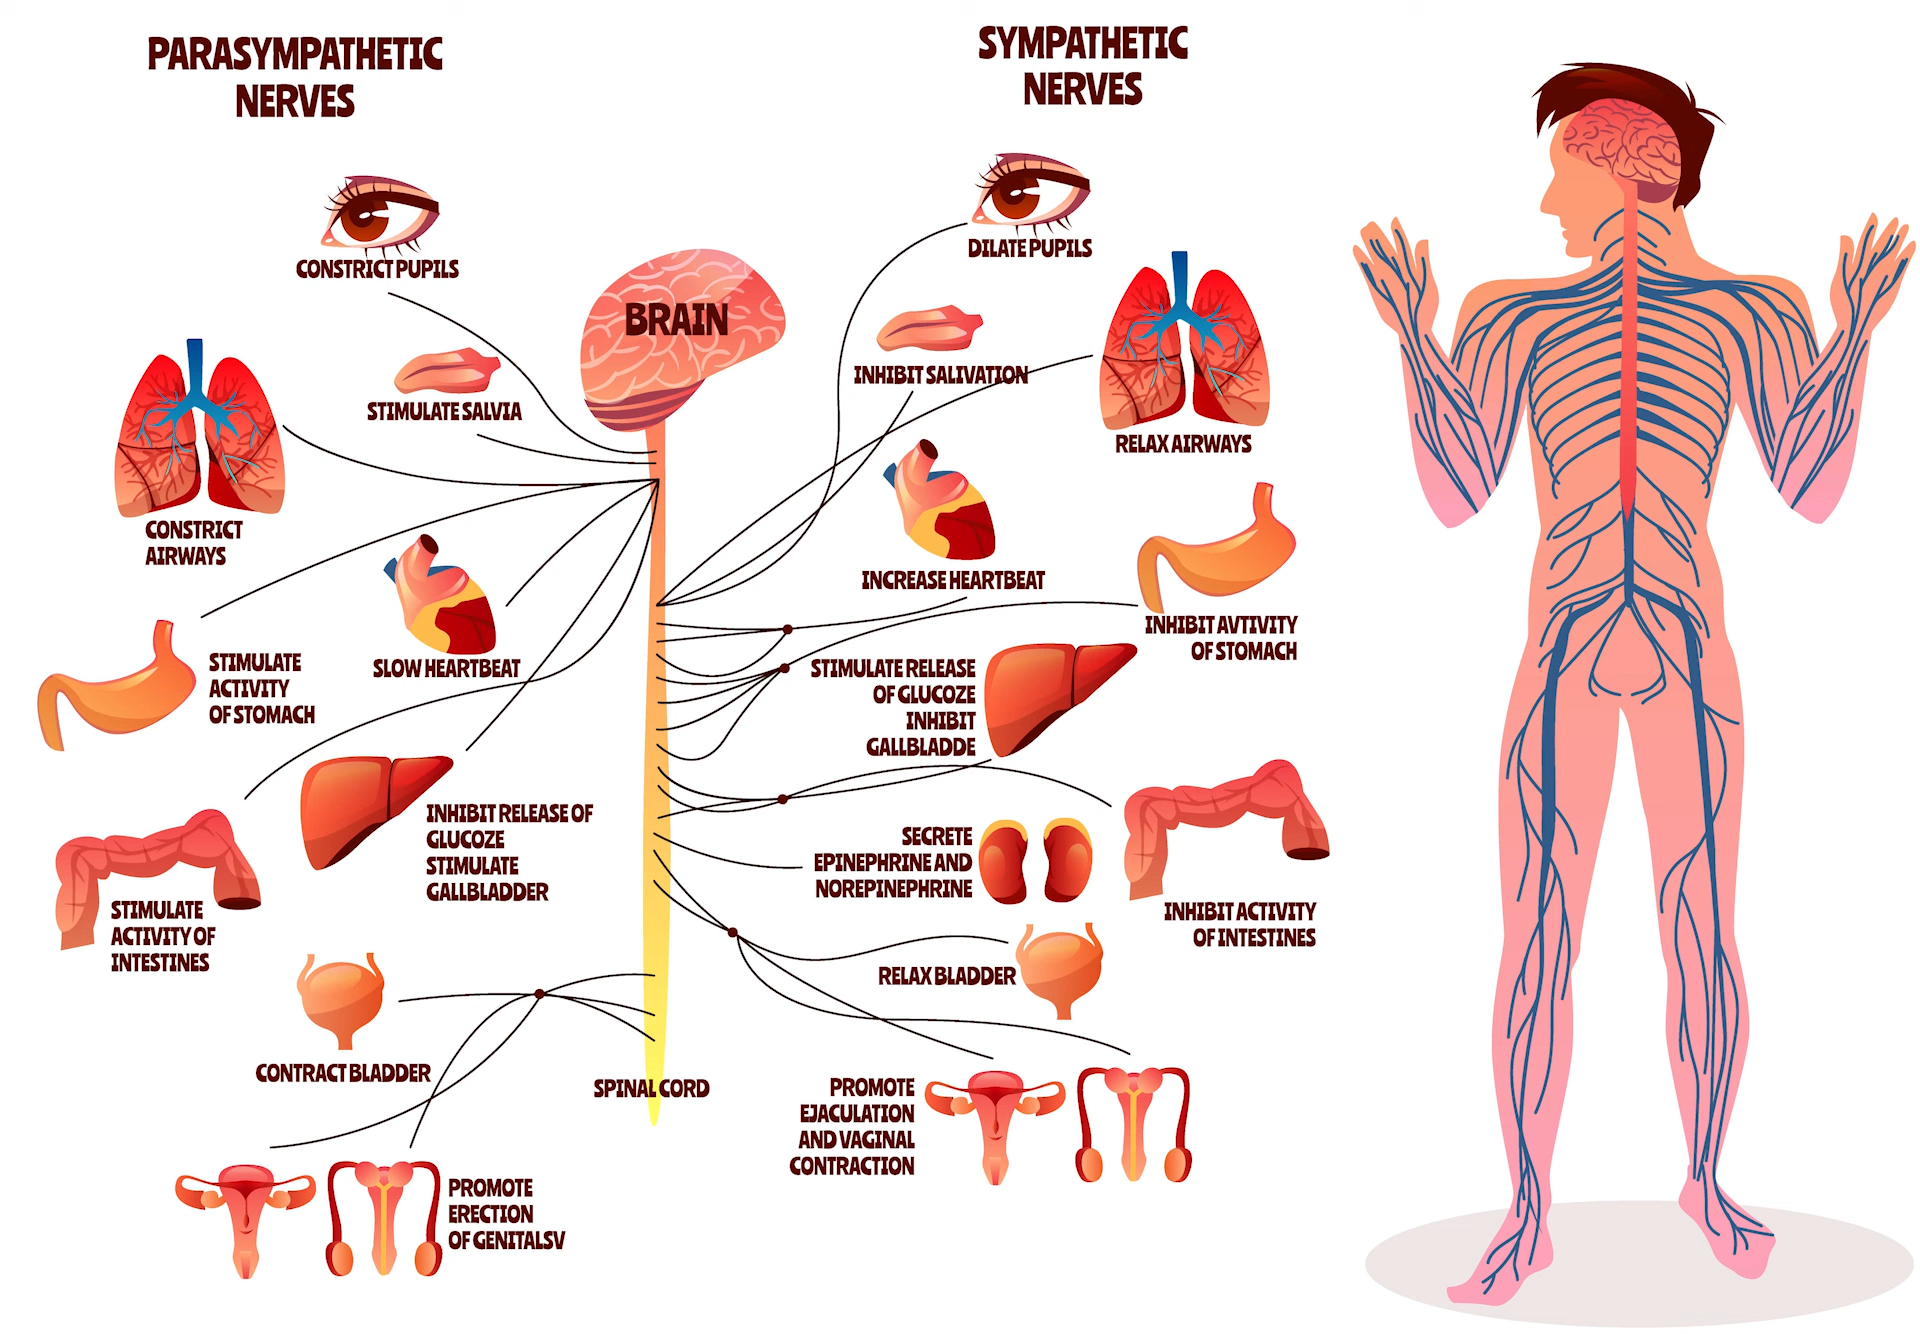 PARASYMPATHETIC
NERVES
CONSTRICT PUPILS
STIMULATE SALVIA
CONSTRICT
AIRWAYS
SLOW HEARTBEAT
STIMULATE
ACTIVITY
OF STOMACH
INHIBIT RELEASE OF
GLUCOZE
STIMULATE
GALLBLADDER
STIMULATE
ACTIVITY OF
INTESTINES
CONTRACT BLADDER
PROMOTE
ERECTION
OF GENITALSV
BRAIN
SPINAL CORD
SYMPATHETIC
NERVES
DILATE PUPILS
INHIBIT SALIVATION
RELAX AIRWAYS
INCREASE HEARTBEAT
INHIBIT AVTIVITY
OF STOMACH
STIMULATE RELEASE
OF GLUCOZE
INHIBIT
GALLBLADDE
SECRETE
EPINEPHRINE AND
NOREPINEPHRINE
INHIBIT ACTIVITY
OF INTESTINES
RELAX BLADDER
PROMOTE
EJACULATION
AND VAGINAL
CONTRACTION